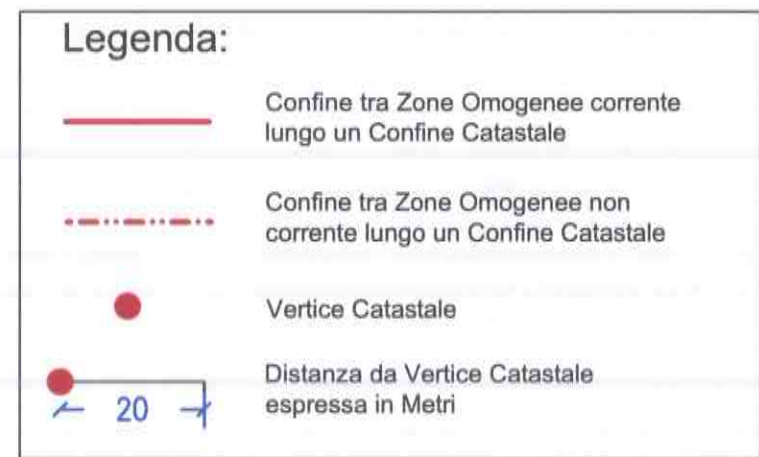 Legenda:
Confine tra Zone Omogenee corrente
lungo un Confine Catastale
Confine tra Zone Omogenee non
corrente lungo un Confine Catastale
Vertice Catastale
Distanza da Vertice Catastale
espressa in Metri
20